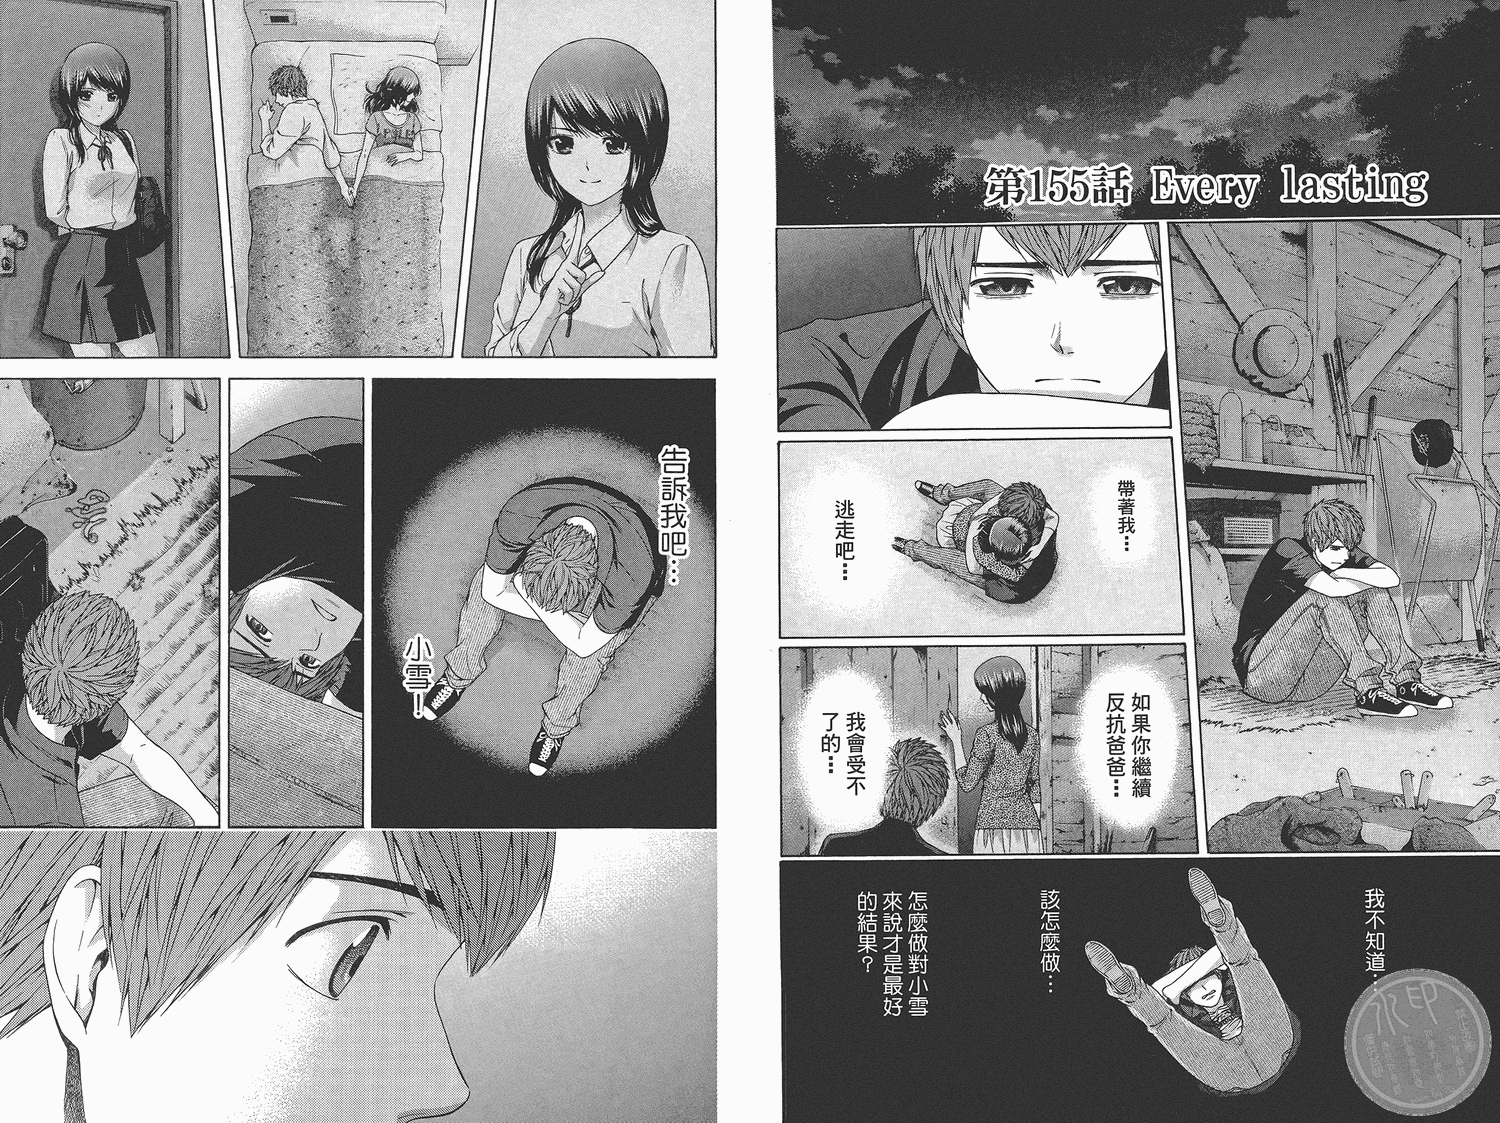 第155話 Every lasting
帶著我…
逃走吧…
如果你繼續
反抗爸爸…
我會受不
了的…
我不知道…
該怎麼做…
怎麼做對小雪
來說才是最好
的結果？
告訴我吧…
小雪！
水印